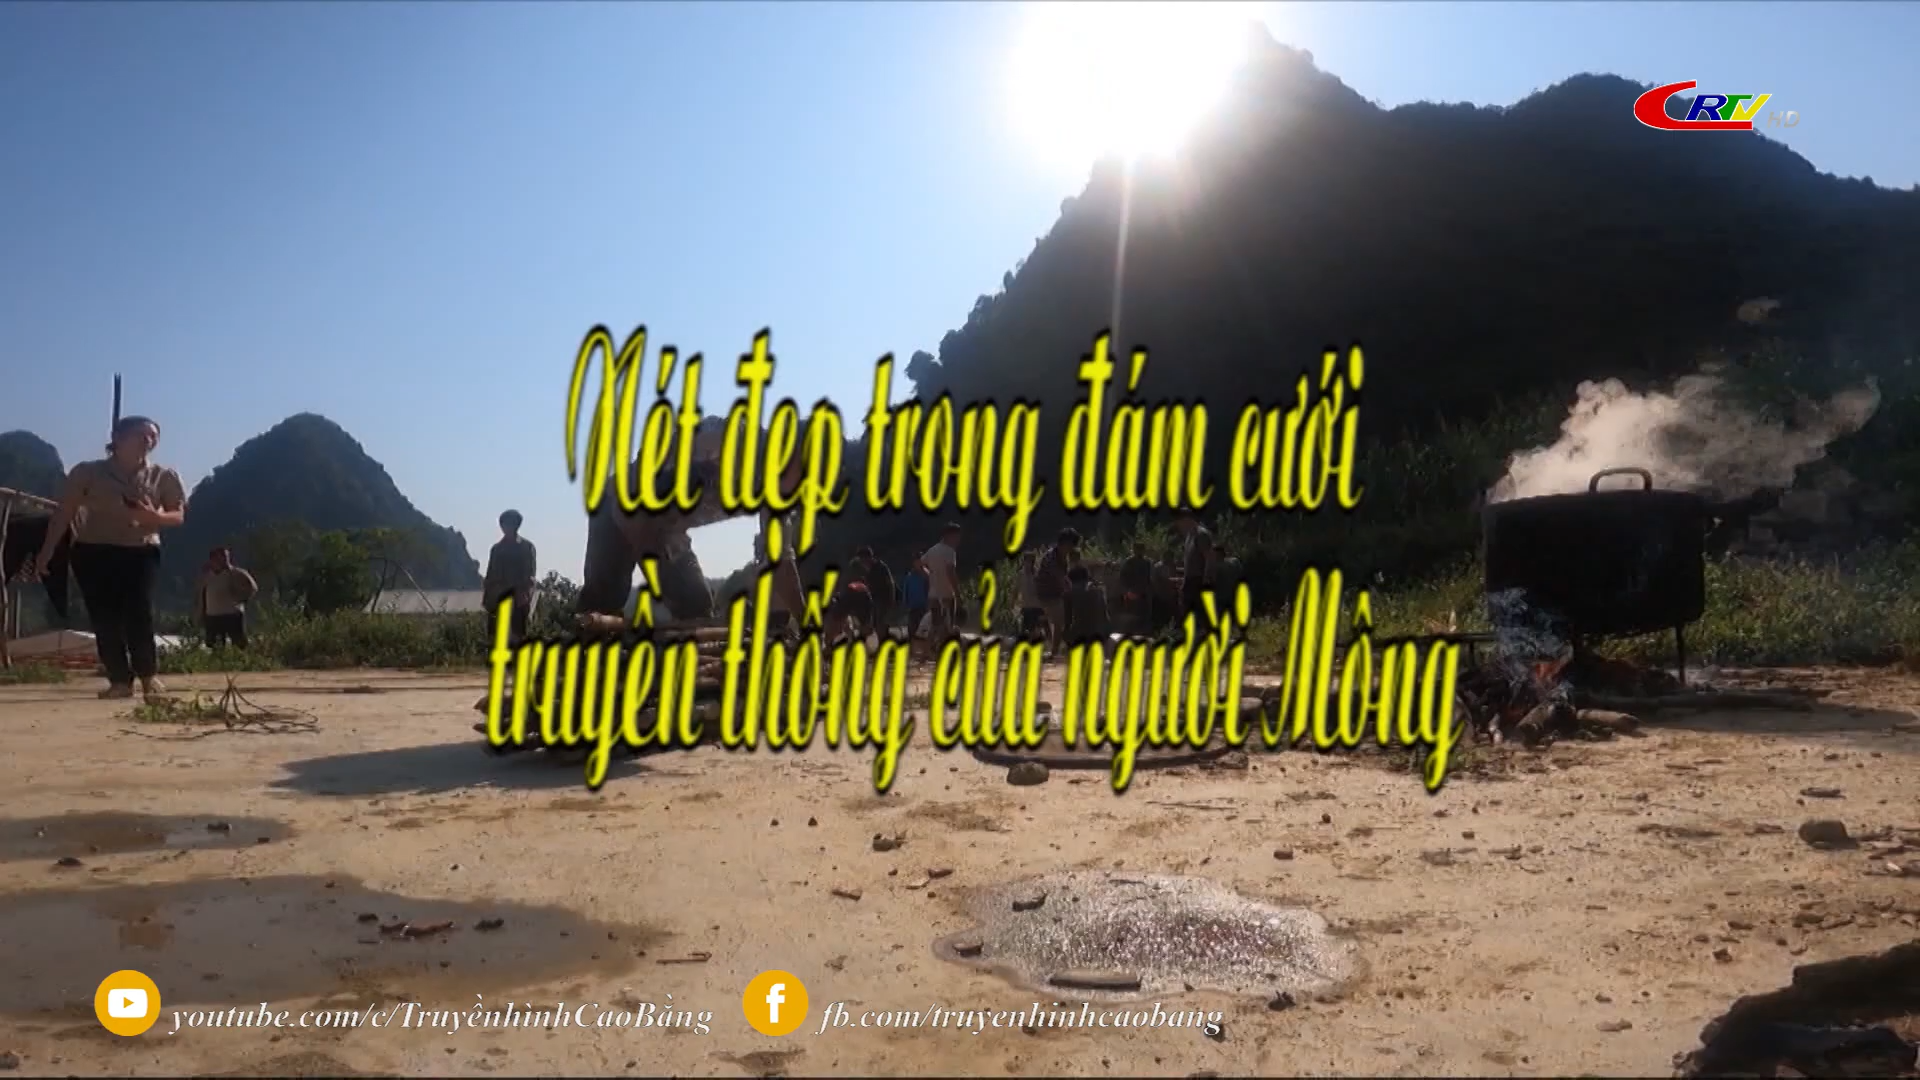 CRTV HD
Nét đẹp trong đám cưới
truyền thống của người Mông
youtube.com/c/TruyềnhìnhCaoBằng
fb.com/truyenhinhcaobang